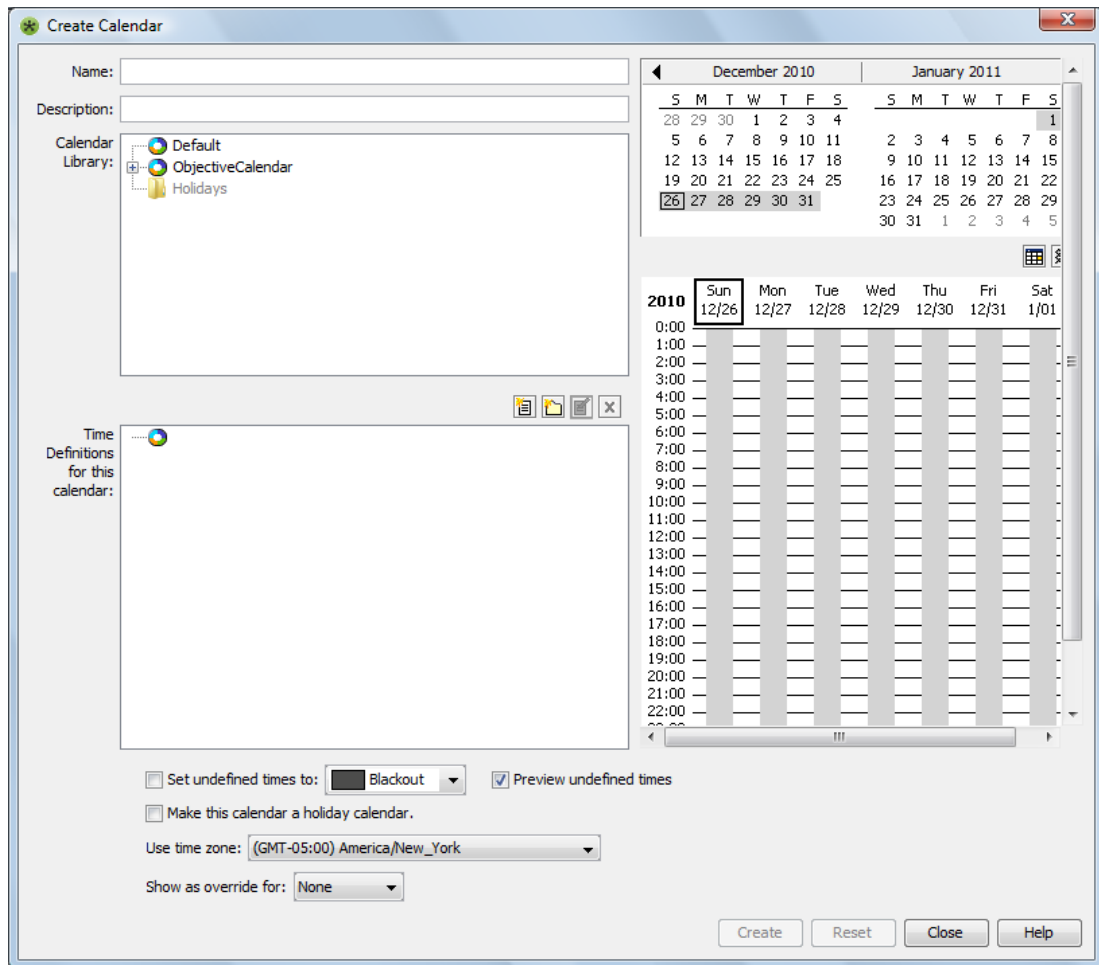 Create Calendar
Name:
Description:
Calendar Library:
Default
ObjectiveCalendar
Holidays
Time Definitions for this calendar:
December 2010 January 2011
S M T W T F S S M T W T F S
28 29 30 1 2 3 4 1
5 6 7 8 9 10 11 2 3 4 5 6 7 8
12 13 14 15 16 17 18 9 10 11 12 13 14 15
19 20 21 22 23 24 25 16 17 18 19 20 21 22
26 27 28 29 30 31 23 24 25 26 27 28 29
30 31 1 2 3 4 5
2010 Sun Mon Tue Wed Thu Fri Sat
12/26 12/27 12/28 12/29 12/30 12/31 1/01
0:00
1:00
2:00
3:00
4:00
5:00
6:00
7:00
8:00
9:00
10:00
11:00
12:00
13:00
14:00
15:00
16:00
17:00
18:00
19:00
20:00
21:00
22:00
Set undefined times to: Blackout Preview undefined times
Make this calendar a holiday calendar.
Use time zone: (GMT-05:00) America/New_York
Show as override for: None
Create Reset Close Help